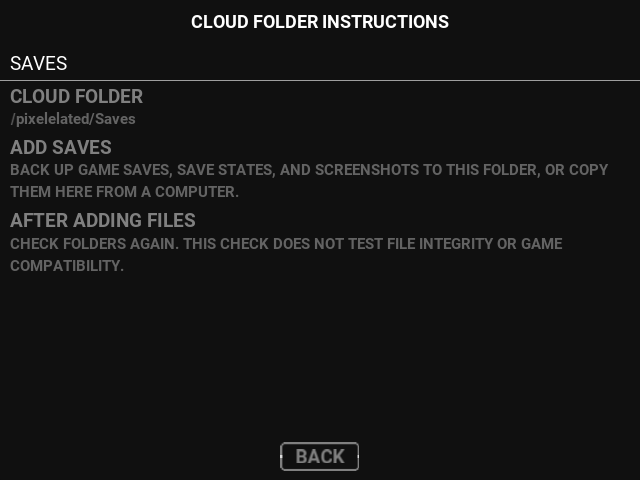 CLOUD FOLDER INSTRUCTIONS
SAVES
CLOUD FOLDER
/pixelelated/Saves
ADD SAVES
BACK UP GAME SAVES, SAVE STATES, AND SCREENSHOTS TO THIS FOLDER, OR COPY
THEM HERE FROM A COMPUTER.
AFTER ADDING FILES
CHECK FOLDERS AGAIN. THIS CHECK DOES NOT TEST FILE INTEGRITY OR GAME
COMPATIBILITY.
BACK